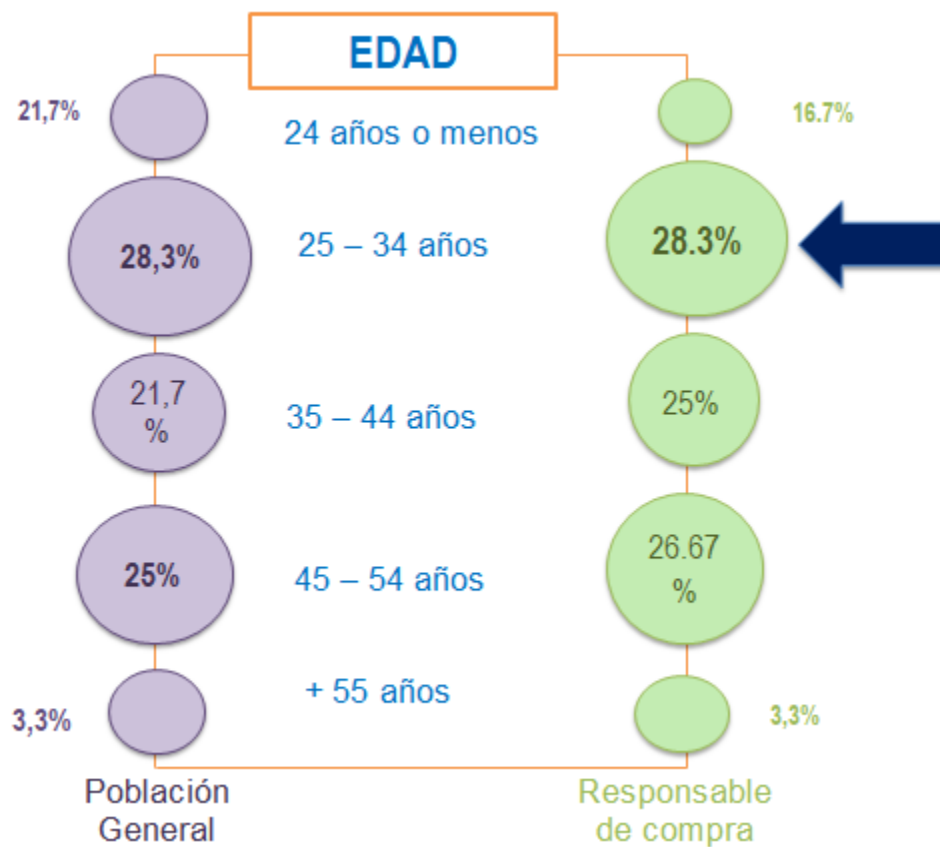 EDAD
21,7%
24 años o menos
16.7%
28,3%
25 – 34 años
28.3%
21,7
%
35 – 44 años
25%
25%
45 – 54 años
26.67
%
3,3%
+ 55 años
3,3%
Población
General
Responsable
de compra